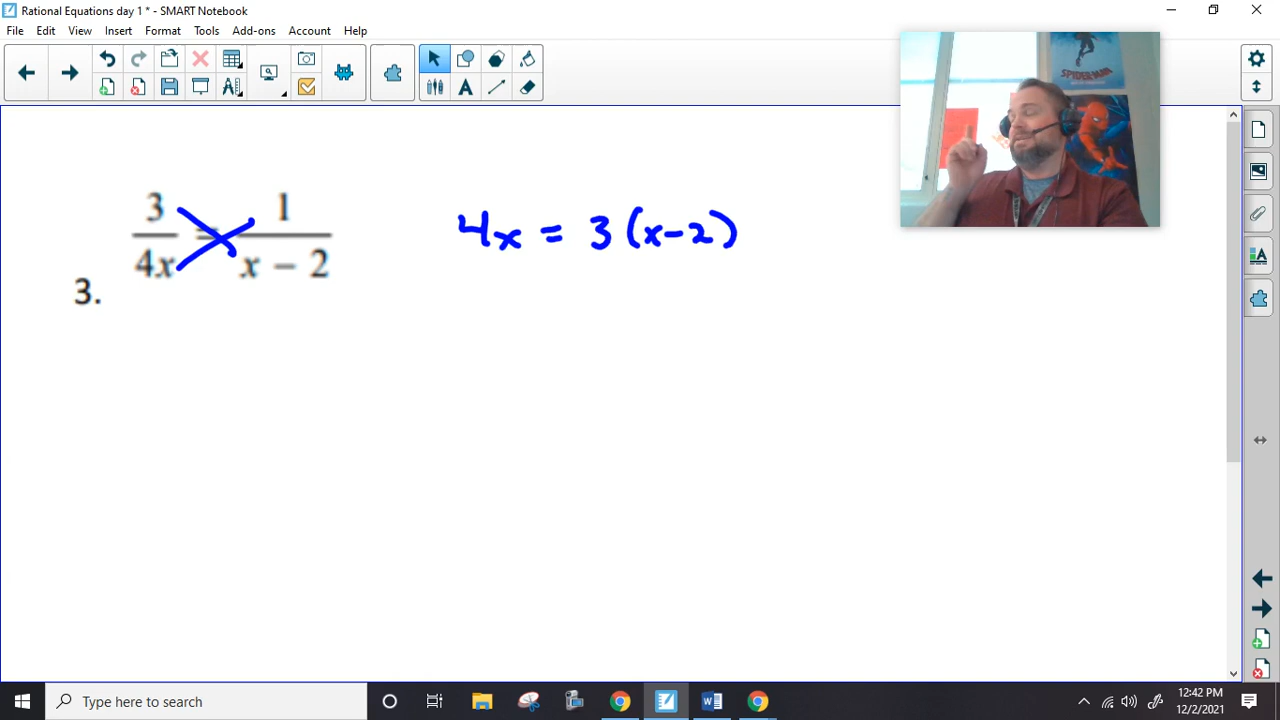 Rational Equations day 1 * - SMART Notebook
File Edit View Insert Format Tools Add-ons Account Help
SPIDER-MAN
3/4x = 1/(x − 2)
4x = 3(x-2)
3.
Type here to search
12:42 PM
12/2/2021